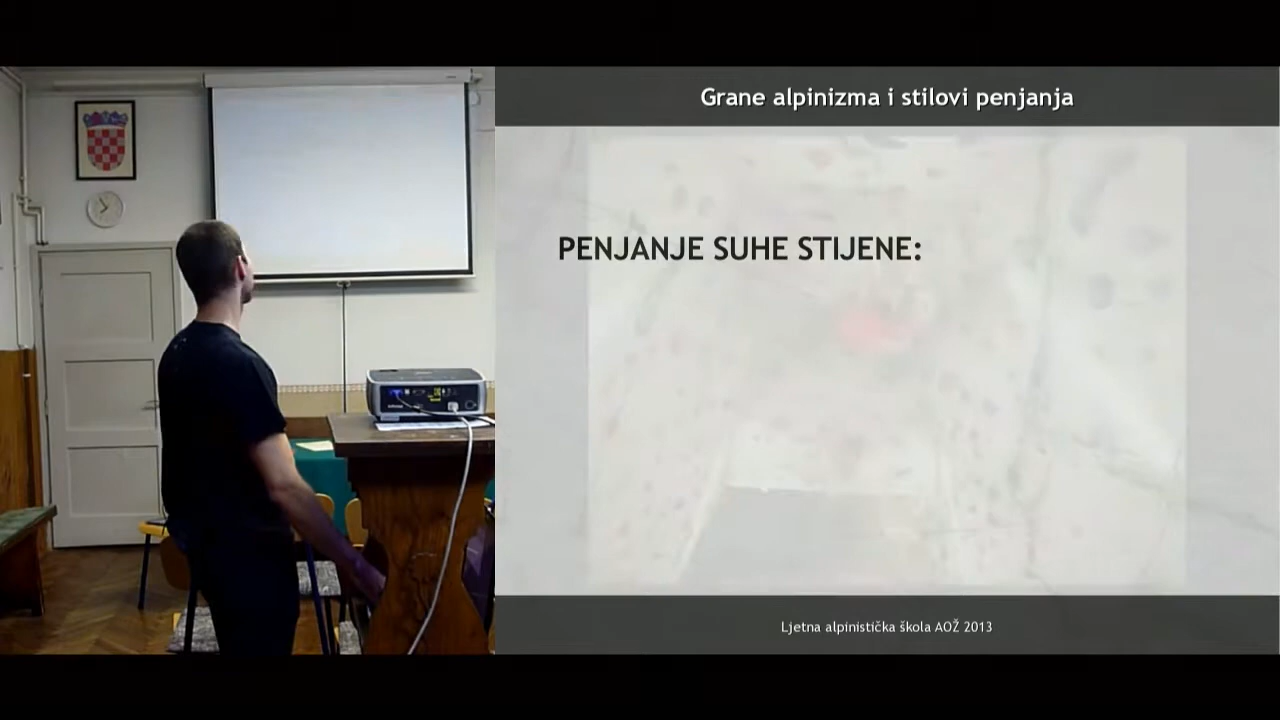 Grane alpinizma i stilovi penjanja
PENJANJE SUHE STIJENE:
Ljetna alpinistička škola AOŽ 2013